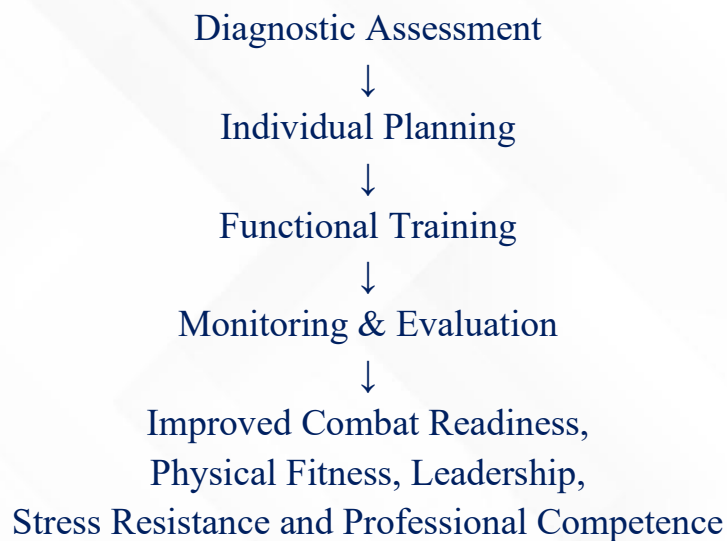 Diagnostic Assessment
↓
Individual Planning
↓
Functional Training
↓
Monitoring & Evaluation
↓
Improved Combat Readiness,
Physical Fitness, Leadership,
Stress Resistance and Professional Competence